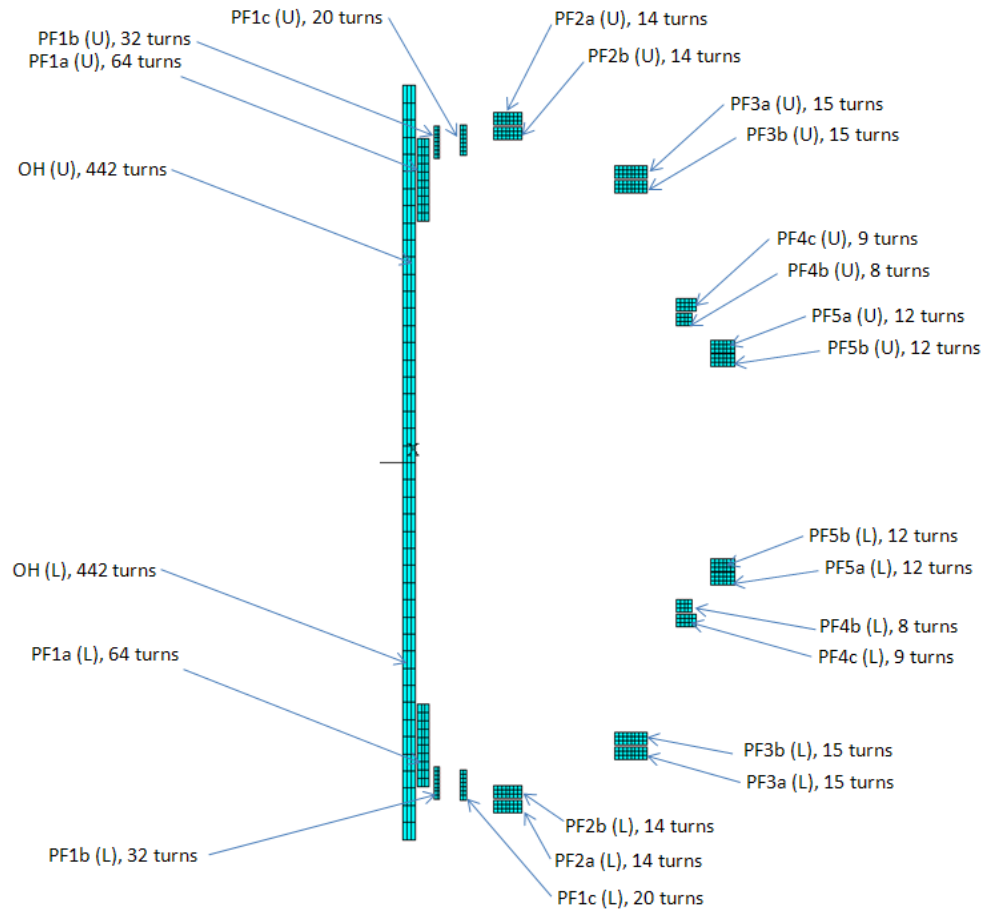 PF1c (U), 20 turns
PF2a (U), 14 turns
PF1b (U), 32 turns
PF2b (U), 14 turns
PF1a (U), 64 turns
PF3a (U), 15 turns
PF3b (U), 15 turns
OH (U), 442 turns
PF4c (U), 9 turns
PF4b (U), 8 turns
PF5a (U), 12 turns
PF5b (U), 12 turns
X
PF5b (L), 12 turns
OH (L), 442 turns
PF5a (L), 12 turns
PF4b (L), 8 turns
PF1a (L), 64 turns
PF4c (L), 9 turns
PF3b (L), 15 turns
PF3a (L), 15 turns
PF2b (L), 14 turns
PF1b (L), 32 turns
PF2a (L), 14 turns
PF1c (L), 20 turns